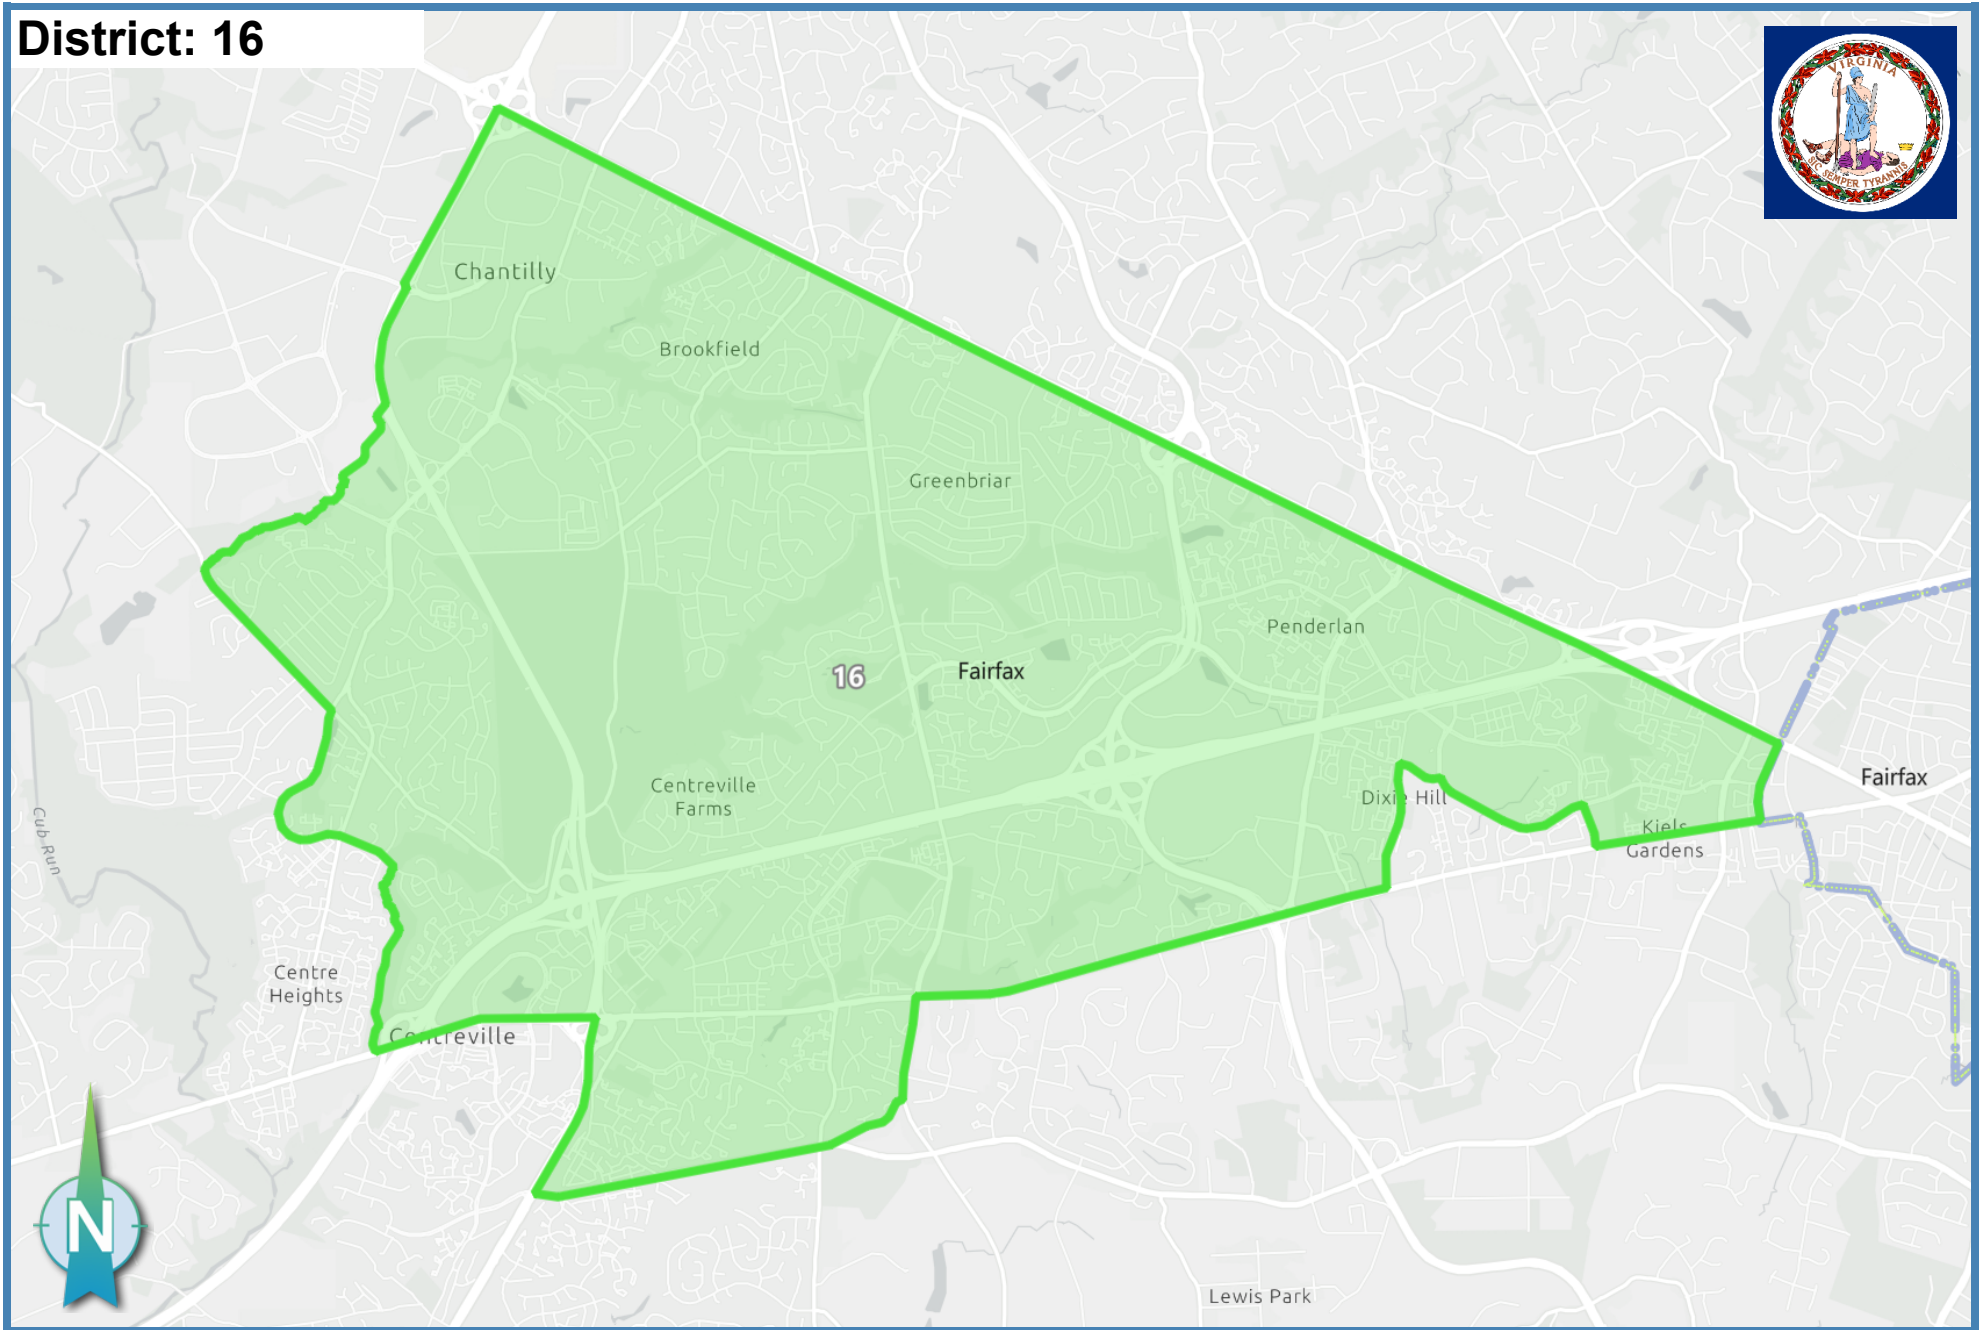 District: 16
VIRGINIA
SIC SEMPER TYRANNIS
Chantilly
Brookfield
Greenbriar
Penderlan
16
Fairfax
Centreville
Farms
Dixie Hill
Fairfax
Kiels
Gardens
Cub Run
Centre
Heights
Centreville
N
Lewis Park